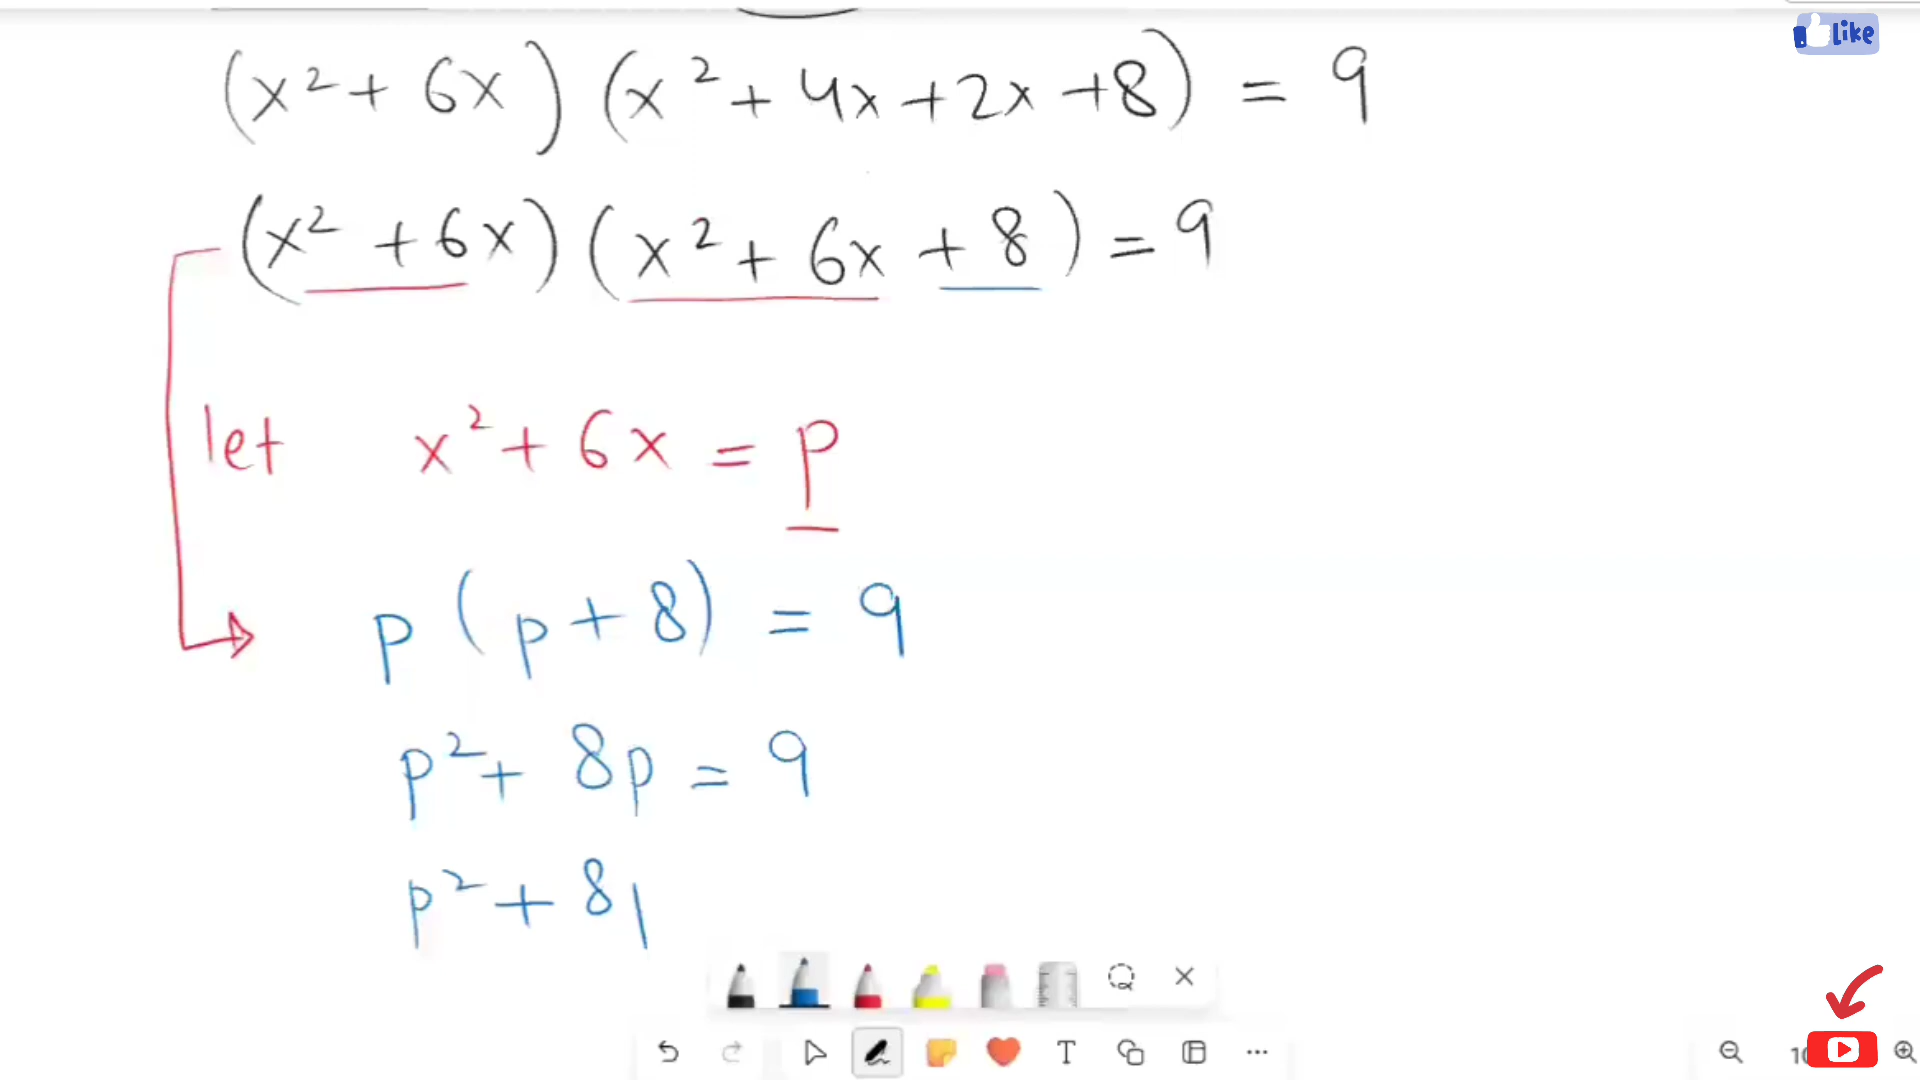 (x² + 6x) (x² + 4x + 2x + 8) = 9
(x² + 6x) (x² + 6x + 8) = 9
let x² + 6x = p
p (p + 8) = 9
p² + 8p = 9
p² + 8
Like
T